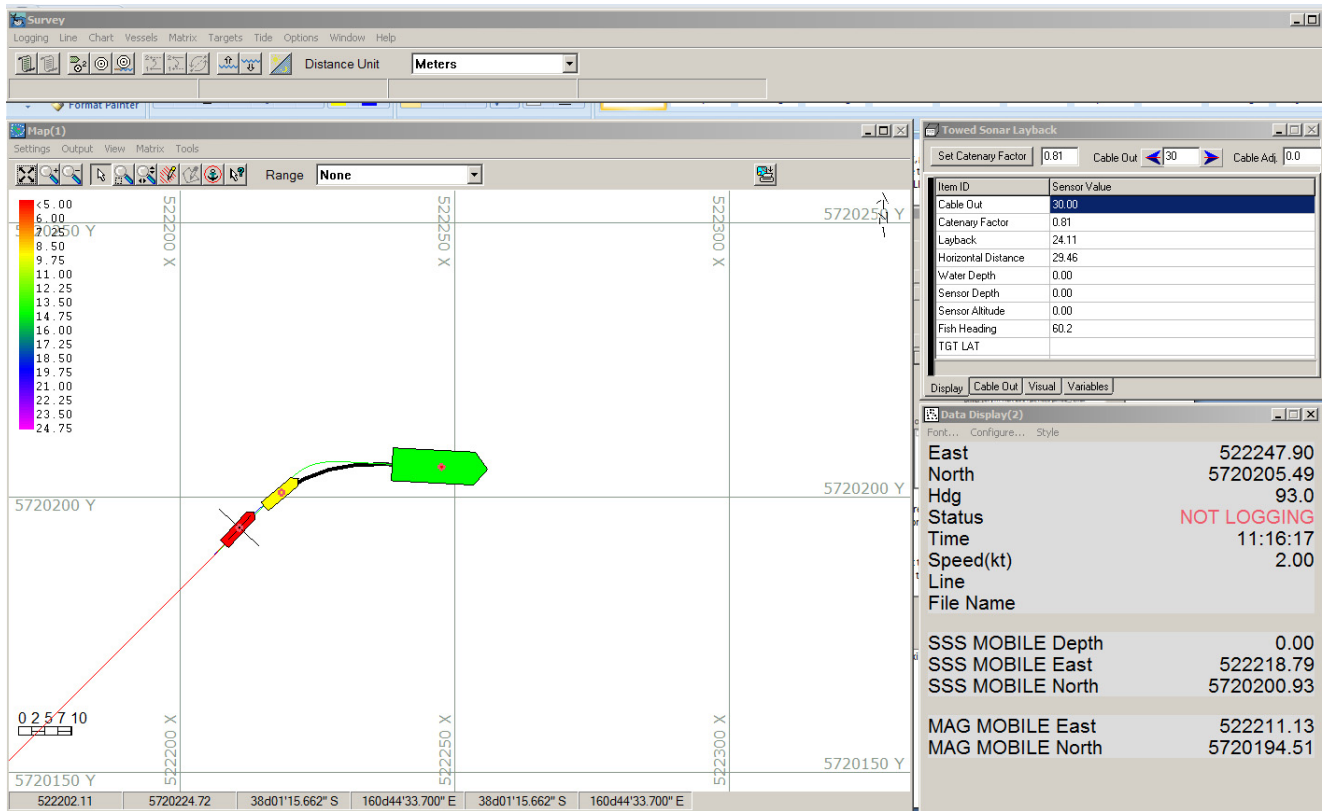 Survey
Logging Line Chart Vessels Matrix Targets Tide Options Window Help
Distance Unit Meters
Format Painter
Map(1)
Settings Output View Matrix Tools
Range None
<5.00
6.00
7.25
8.50
9.75
11.00
12.25
13.50
14.75
16.00
17.25
18.50
19.75
21.00
22.25
23.50
24.75
522200 X
522250 X
522300 X
5720250 Y
5720250 Y
5720200 Y
5720200 Y
0 2 5 7 10
522200 X
522250 X
522300 X
5720150 Y
5720150 Y
522202.11 5720224.72 38d01'15.662" S 160d44'33.700" E 38d01'15.662" S 160d44'33.700" E
Towed Sonar Layback
Set Catenary Factor 0.81 Cable Out 30 Cable Adj. 0.0
Item ID Sensor Value
Cable Out 30.00
Catenary Factor 0.81
Layback 24.11
Horizontal Distance 29.46
Water Depth 0.00
Sensor Depth 0.00
Sensor Altitude 0.00
Fish Heading 60.2
TGT LAT
Display Cable Out Visual Variables
Data Display(2)
Font... Configure... Style
East 522247.90
North 5720205.49
Hdg 93.0
Status NOT LOGGING
Time 11:16:17
Speed(kt) 2.00
Line
File Name
SSS MOBILE Depth 0.00
SSS MOBILE East 522218.79
SSS MOBILE North 5720200.93
MAG MOBILE East 522211.13
MAG MOBILE North 5720194.51